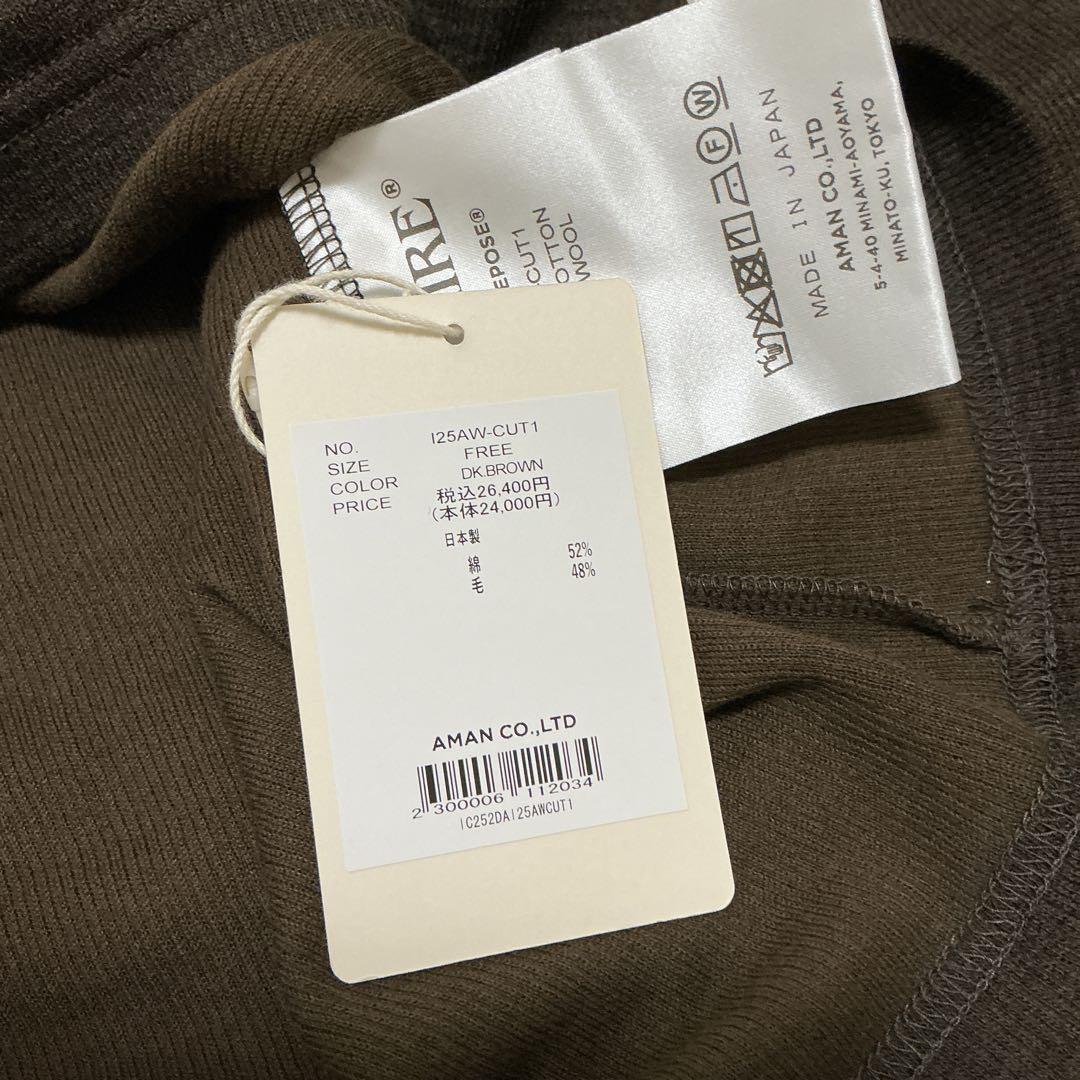 IRE®
EPOSE®
CUT1
OTTON
WOOL
W
F
MADE IN JAPAN
AMAN CO.,LTD
5-4-40 MINAMI-AOYAMA,
MINATO-KU, TOKYO
NO. I25AW-CUT1
SIZE FREE
COLOR DK.BROWN
PRICE 税込26,400円
(本体24,000円)
日本製
綿 52%
毛 48%
AMAN CO.,LTD
2 300006 112034
IC252DAI25AWCUT1